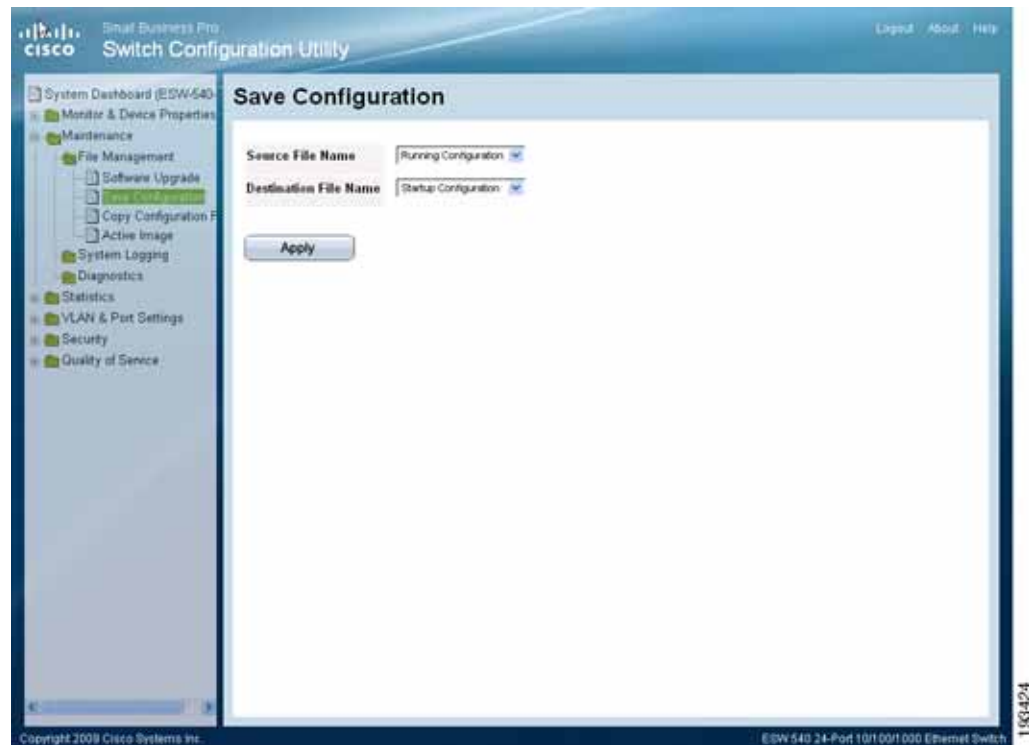 Small Business Pro
cisco Switch Configuration Utility
Logout About Help
System Dashboard (ESW-540-
Monitor & Device Properties
Maintenance
File Management
Software Upgrade
Save Configuration
Copy Configuration F
Active Image
System Logging
Diagnostics
Statistics
VLAN & Port Settings
Security
Quality of Service
Save Configuration
Source File Name Running Configuration
Destination File Name Startup Configuration
Apply
Copyright 2009 Cisco Systems Inc.
ESW 540 24-Port 10/100/1000 Ethernet Switch
193424